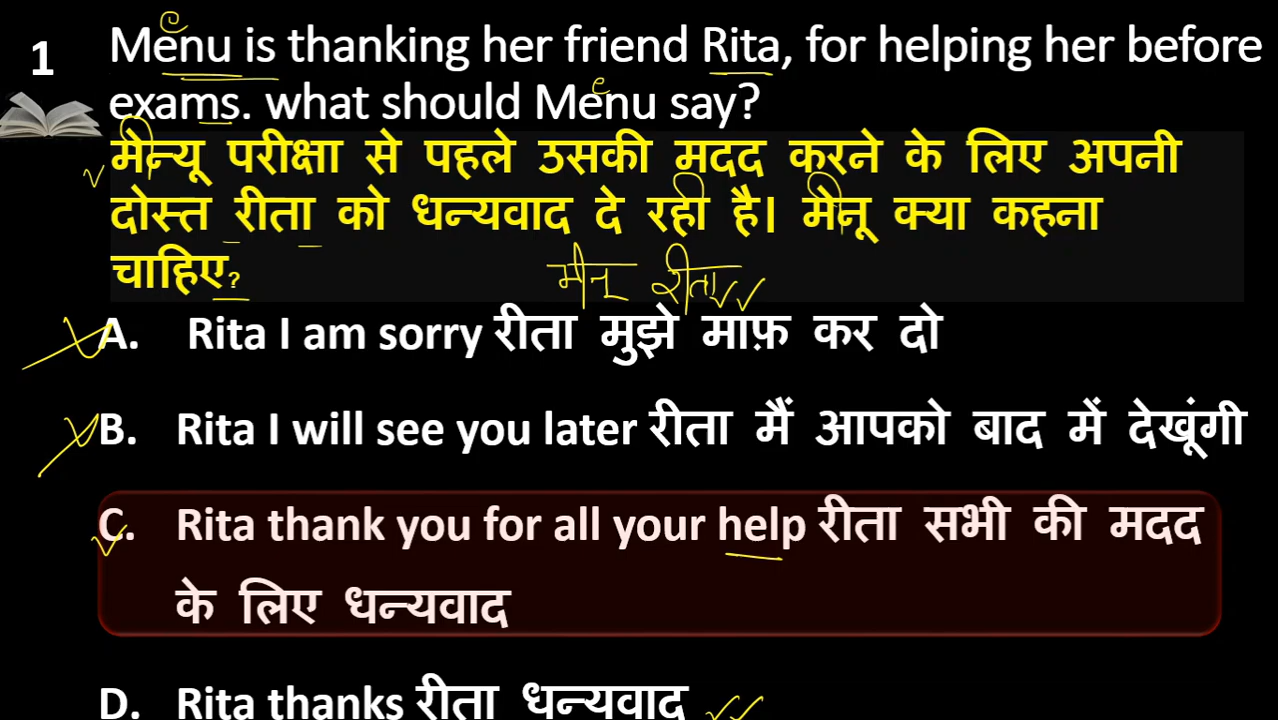 1 Menu is thanking her friend Rita, for helping her before
exams. what should Menu say?
मेन्यू परीक्षा से पहले उसकी मदद करने के लिए अपनी
दोस्त रीता को धन्यवाद दे रही है। मेनू क्या कहना
चाहिए?
मीनू रीता
A. Rita I am sorry रीता मुझे माफ़ कर दो
B. Rita I will see you later रीता मैं आपको बाद में देखूंगी
C. Rita thank you for all your help रीता सभी की मदद
के लिए धन्यवाद
D. Rita thanks रीता धन्यवाद